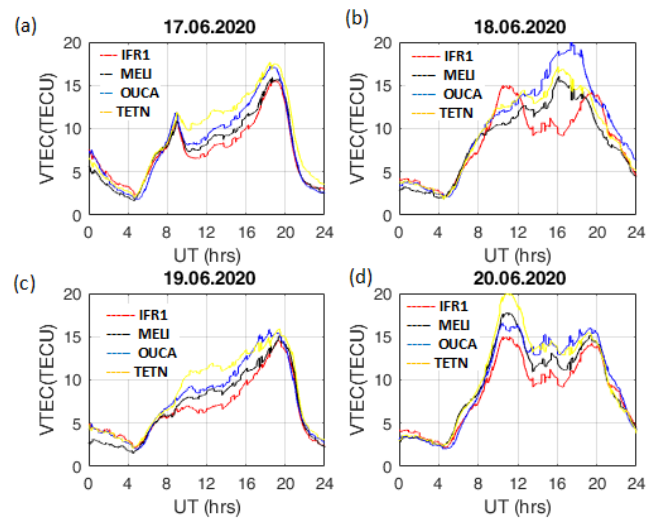 (a) 17.06.2020
VTEC(TECU)
20
15
10
5
0
IFR1
MELI
OUCA
TETN
0 4 8 12 16 20 24
UT (hrs)
(b) 18.06.2020
VTEC(TECU)
20
15
10
5
0
IFR1
MELI
OUCA
TETN
0 4 8 12 16 20 24
UT (hrs)
(c) 19.06.2020
VTEC(TECU)
20
15
10
5
0
IFR1
MELI
OUCA
TETN
0 4 8 12 16 20 24
UT (hrs)
(d) 20.06.2020
VTEC(TECU)
20
15
10
5
0
IFR1
MELI
OUCA
TETN
0 4 8 12 16 20 24
UT (hrs)